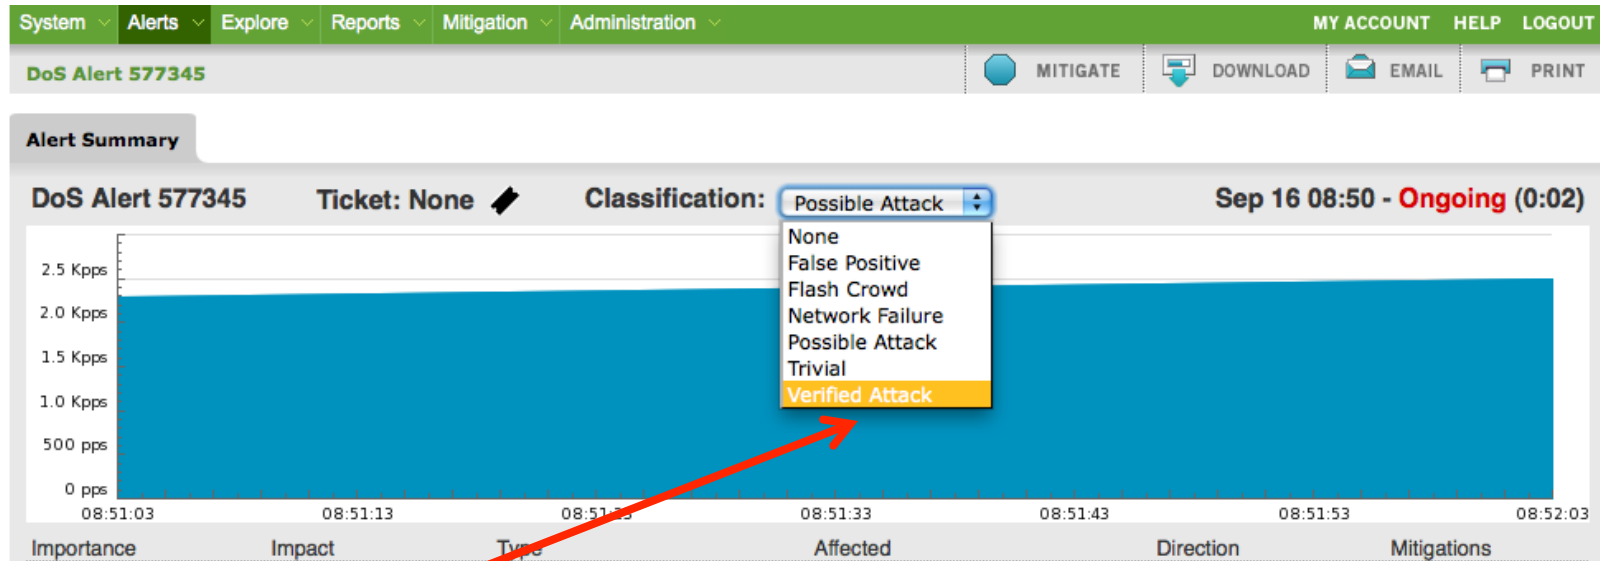 System Alerts Explore Reports Mitigation Administration MY ACCOUNT HELP LOGOUT
DoS Alert 577345 MITIGATE DOWNLOAD EMAIL PRINT
Alert Summary
DoS Alert 577345 Ticket: None Classification: Possible Attack Sep 16 08:50 - Ongoing (0:02)
None
False Positive
Flash Crowd
Network Failure
Possible Attack
Trivial
Verified Attack
2.5 Kpps
2.0 Kpps
1.5 Kpps
1.0 Kpps
500 pps
0 pps
08:51:03 08:51:13 08:51:23 08:51:33 08:51:43 08:51:53 08:52:03
Importance Impact Type Affected Direction Mitigations